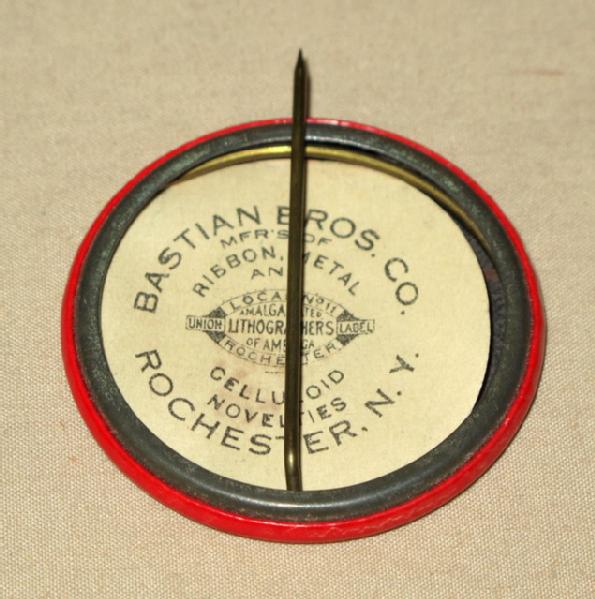 BASTIAN BROS. CO.
MFR'S OF
RIBBON, METAL
AND
LOCAL NO 11
AMALGAMATED
UNION LITHOGRAPHERS LABEL
OF AMERICA
ROCHESTER
CELLULOID
NOVELTIES
ROCHESTER, N.Y.